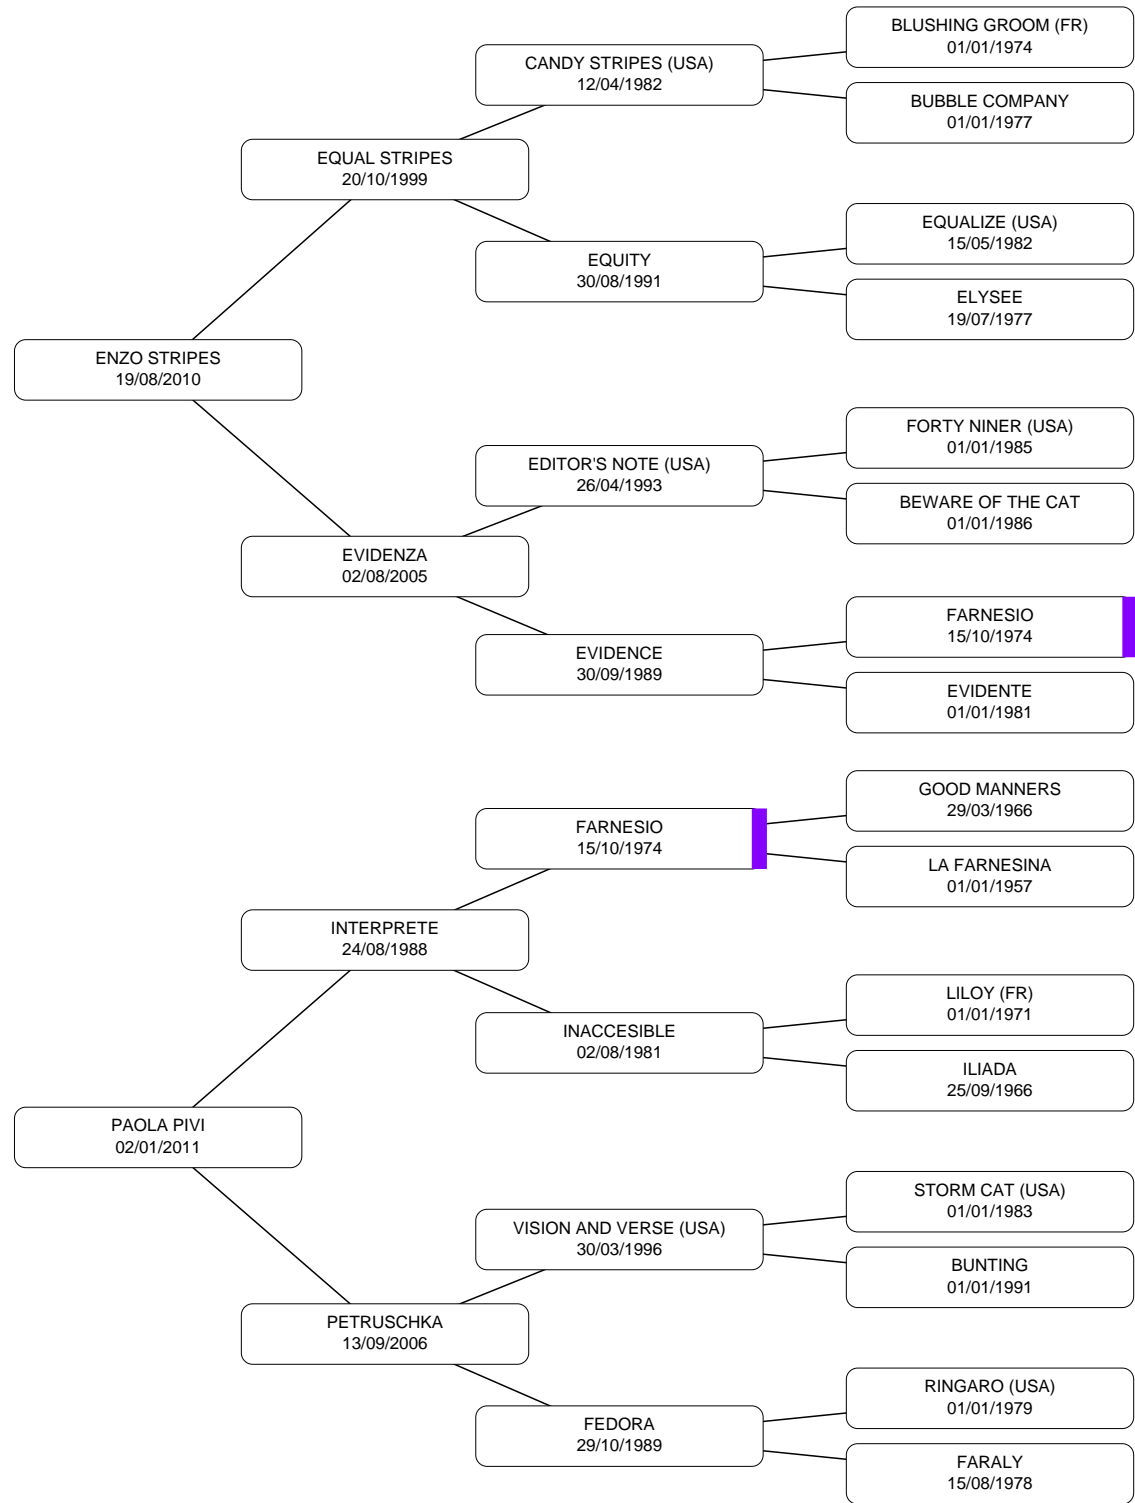 BLUSHING GROOM (FR)
01/01/1974
CANDY STRIPES (USA)
12/04/1982
BUBBLE COMPANY
01/01/1977
EQUAL STRIPES
20/10/1999
EQUALIZE (USA)
15/05/1982
EQUITY
30/08/1991
ELYSEE
19/07/1977
ENZO STRIPES
19/08/2010
FORTY NINER (USA)
01/01/1985
EDITOR'S NOTE (USA)
26/04/1993
BEWARE OF THE CAT
01/01/1986
EVIDENZA
02/08/2005
FARNESIO
15/10/1974
EVIDENCE
30/09/1989
EVIDENTE
01/01/1981
GOOD MANNERS
29/03/1966
FARNESIO
15/10/1974
LA FARNESINA
01/01/1957
INTERPRETE
24/08/1988
LILOY (FR)
01/01/1971
INACCESIBLE
02/08/1981
ILIADA
25/09/1966
PAOLA PIVI
02/01/2011
STORM CAT (USA)
01/01/1983
VISION AND VERSE (USA)
30/03/1996
BUNTING
01/01/1991
PETRUSCHKA
13/09/2006
RINGARO (USA)
01/01/1979
FEDORA
29/10/1989
FARALY
15/08/1978